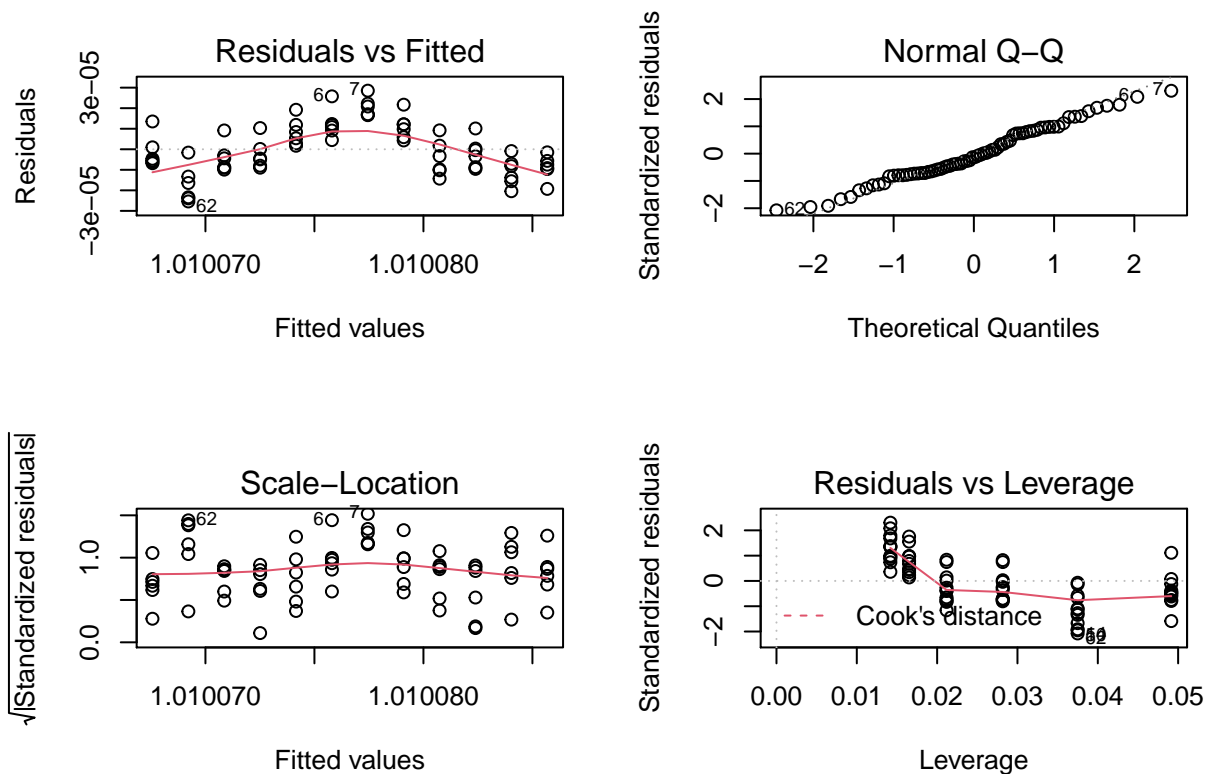 Residuals vs Fitted
Residuals
−3e−05
3e−05
6
7
62
1.010070
1.010080
Fitted values
Normal Q−Q
Standardized residuals
−2
0
2
6
7
62
−2
−1
0
1
2
Theoretical Quantiles
Scale−Location
√|Standardized residuals|
0.0
1.0
62
6
7
1.010070
1.010080
Fitted values
Residuals vs Leverage
Standardized residuals
−2
0
2
Cook's distance
62
0.00
0.01
0.02
0.03
0.04
0.05
Leverage